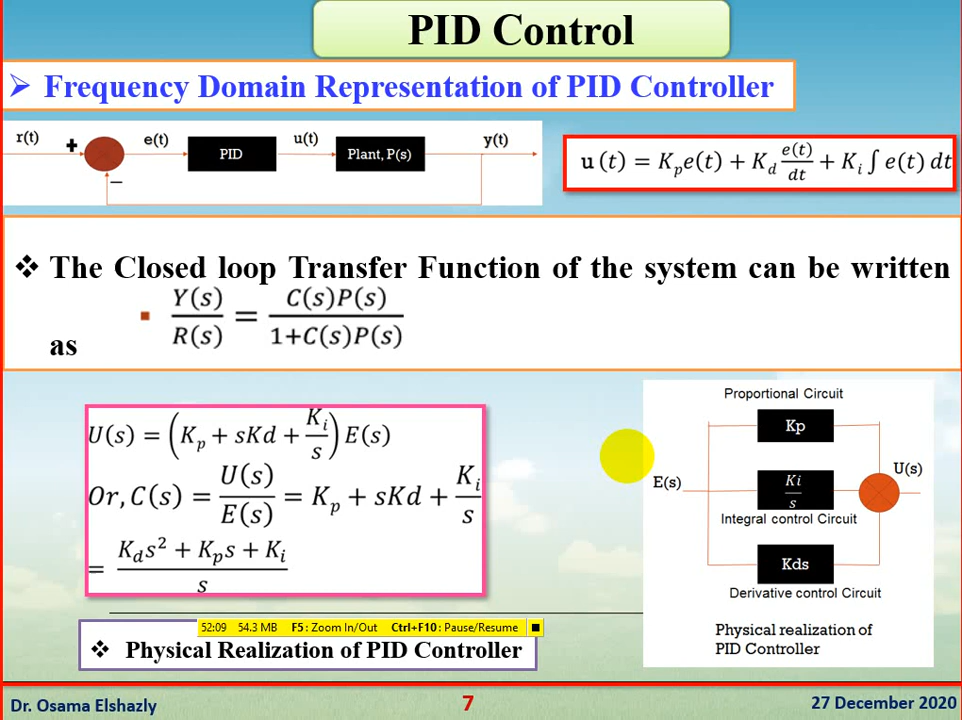 PID Control
➢ Frequency Domain Representation of PID Controller
r(t)
+
e(t)
PID
u(t)
Plant, P(s)
y(t)
−
u(t) = K_p e(t) + K_d e(t)/dt + K_i ∫ e(t) dt
❖ The Closed loop Transfer Function of the system can be written
as
▪ Y(s)/R(s) = C(s)P(s)/1+C(s)P(s)
U(s) = (K_p + sKd + K_i/s) E(s)
Or, C(s) = U(s)/E(s) = K_p + sKd + K_i/s
= K_d s² + K_p s + K_i / s
Proportional Circuit
Kp
E(s)
Ki/s
U(s)
Integral control Circuit
Kds
Derivative control Circuit
Physical realization of
PID Controller
52:09 54.3 MB F5: Zoom In/Out Ctrl+F10: Pause/Resume
❖ Physical Realization of PID Controller
Dr. Osama Elshazly
7
27 December 2020